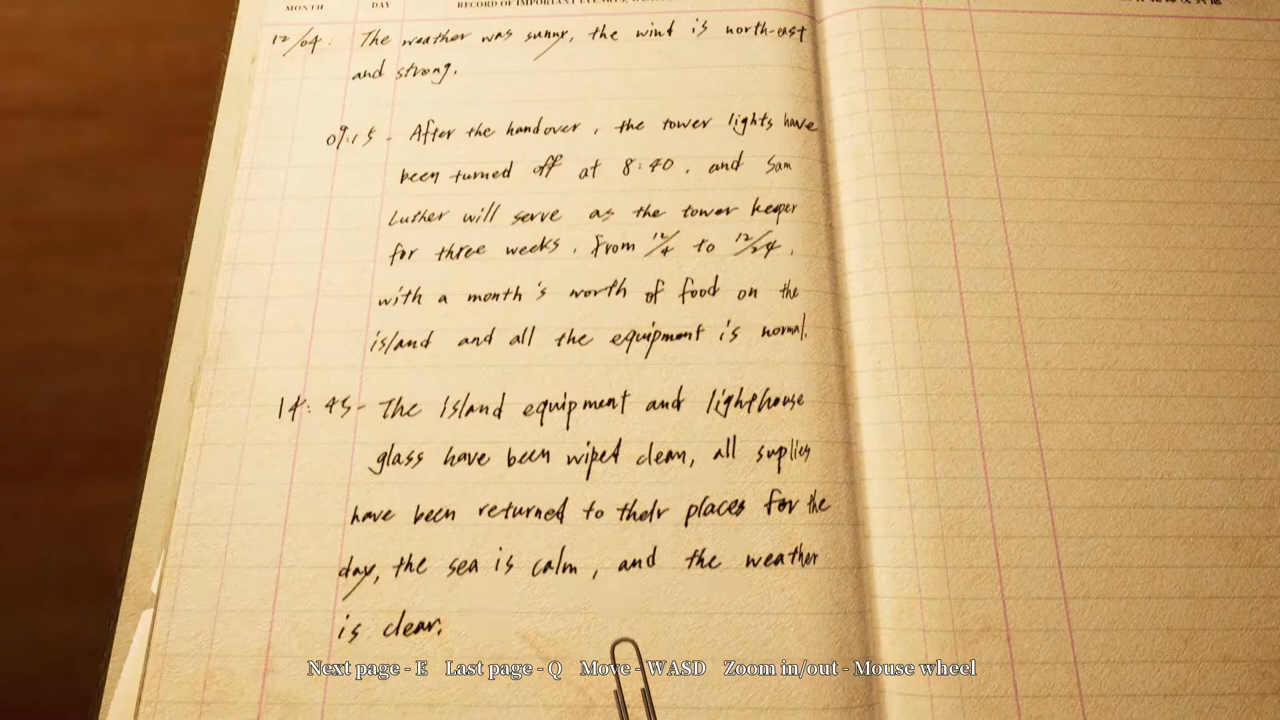 MONTH DAY RECORD OF IMPORTANT
12/04: The weather was sunny, the wind is north-east
and strong.
09:15 - After the handover, the tower lights have
been turned off at 8:40. and Sam
Luther will serve as the tower keeper
for three weeks. From 12/4 to 12/24.
with a month's worth of food on the
island and all the equipment is normal.
14:45- The island equipment and lighthouse
glass have been wiped clean, all suplies
have been returned to their places for the
day, the sea is calm, and the weather
is clear.
Next page - E Last page - Q Move - WASD Zoom in/out - Mouse wheel